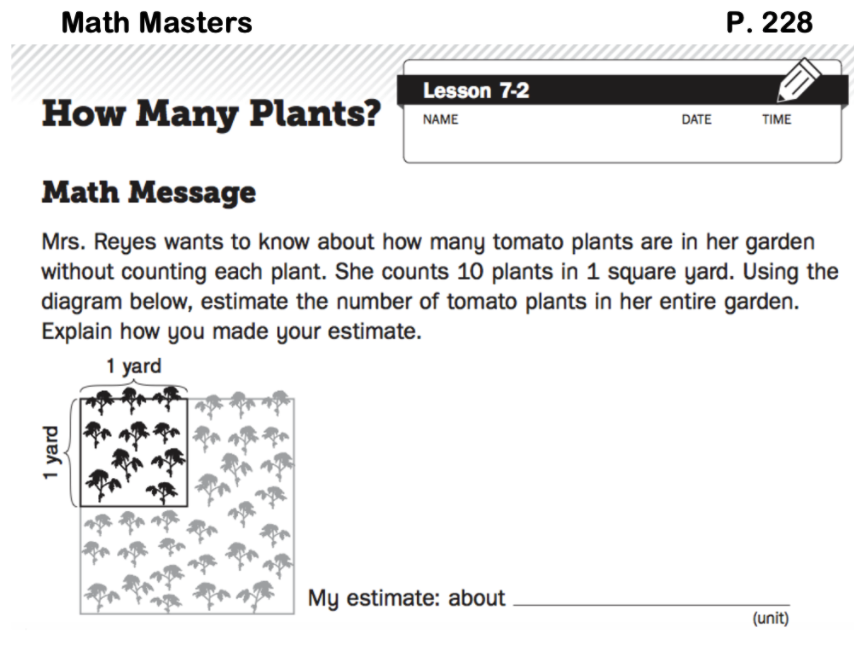 Math Masters P. 228
How Many Plants?
Lesson 7-2
NAME DATE TIME
Math Message
Mrs. Reyes wants to know about how many tomato plants are in her garden
without counting each plant. She counts 10 plants in 1 square yard. Using the
diagram below, estimate the number of tomato plants in her entire garden.
Explain how you made your estimate.
1 yard
1 yard
My estimate: about
(unit)